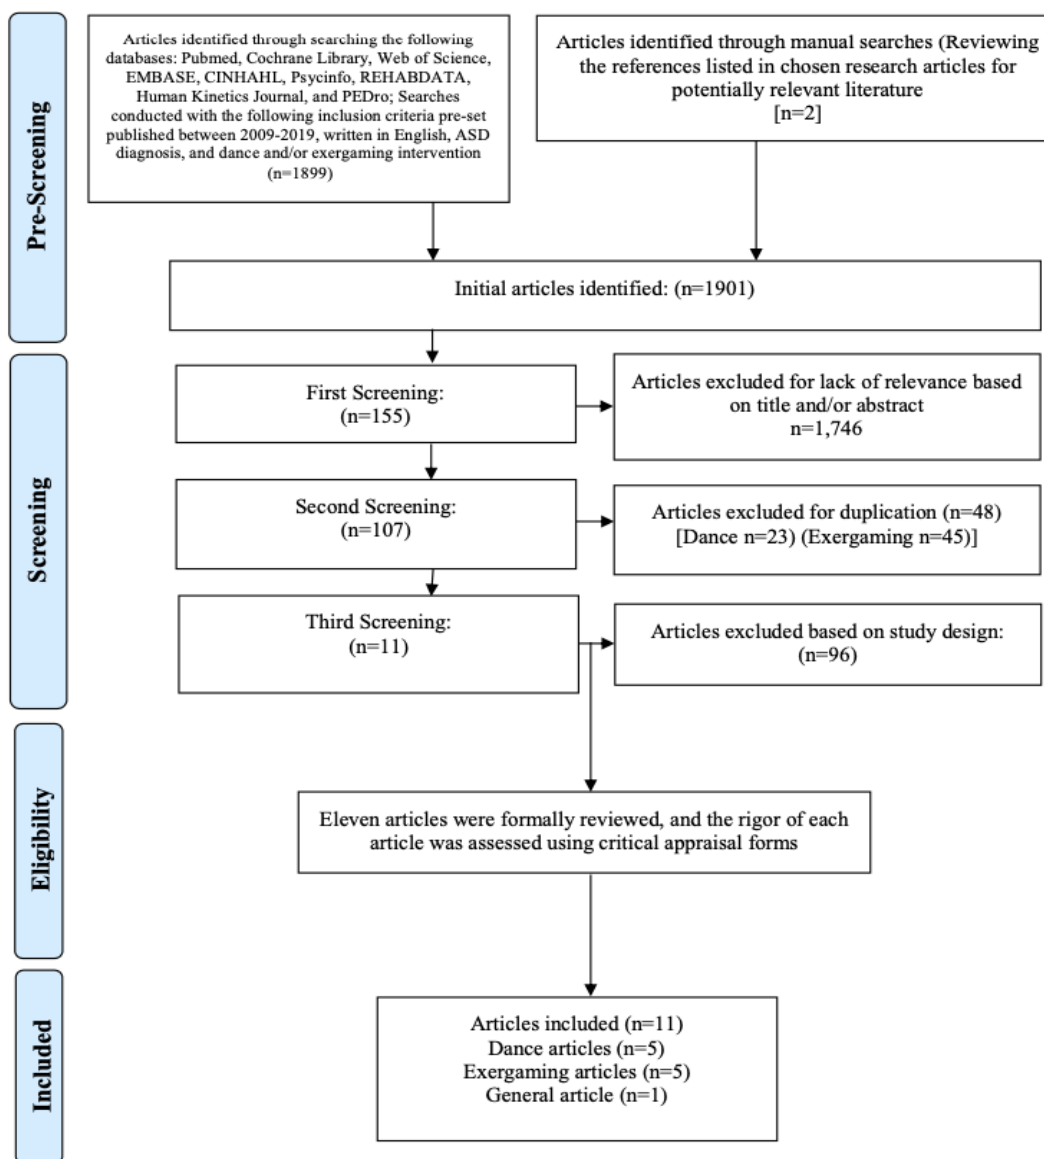 Pre-Screening
Articles identified through searching the following
databases: Pubmed, Cochrane Library, Web of Science,
EMBASE, CINHAHL, Psycinfo, REHABDATA,
Human Kinetics Journal, and PEDro; Searches
conducted with the following inclusion criteria pre-set
published between 2009-2019, written in English, ASD
diagnosis, and dance and/or exergaming intervention
(n=1899)
Articles identified through manual searches (Reviewing
the references listed in chosen research articles for
potentially relevant literature
[n=2]
Initial articles identified: (n=1901)
Screening
First Screening:
(n=155)
Articles excluded for lack of relevance based
on title and/or abstract
n=1,746
Second Screening:
(n=107)
Articles excluded for duplication (n=48)
[Dance n=23) (Exergaming n=45)]
Third Screening:
(n=11)
Articles excluded based on study design:
(n=96)
Eligibility
Eleven articles were formally reviewed, and the rigor of each
article was assessed using critical appraisal forms
Included
Articles included (n=11)
Dance articles (n=5)
Exergaming articles (n=5)
General article (n=1)